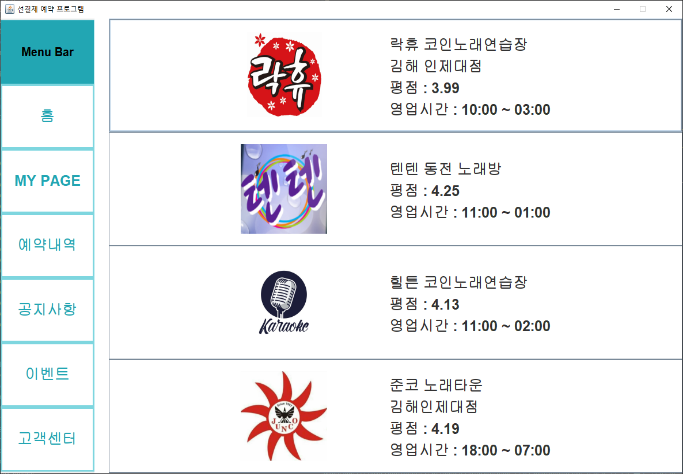 선결제 예약 프로그램
Menu Bar
홈
MY PAGE
예약내역
공지사항
이벤트
고객센터
락휴
락휴 코인노래연습장
김해 인제대점
평점 : 3.99
영업시간 : 10:00 ~ 03:00
텐텐
텐텐 동전 노래방
평점 : 4.25
영업시간 : 11:00 ~ 01:00
Karaoke
힐튼 코인노래연습장
평점 : 4.13
영업시간 : 11:00 ~ 02:00
JUNCO
준코 노래타운
김해인제대점
평점 : 4.19
영업시간 : 18:00 ~ 07:00